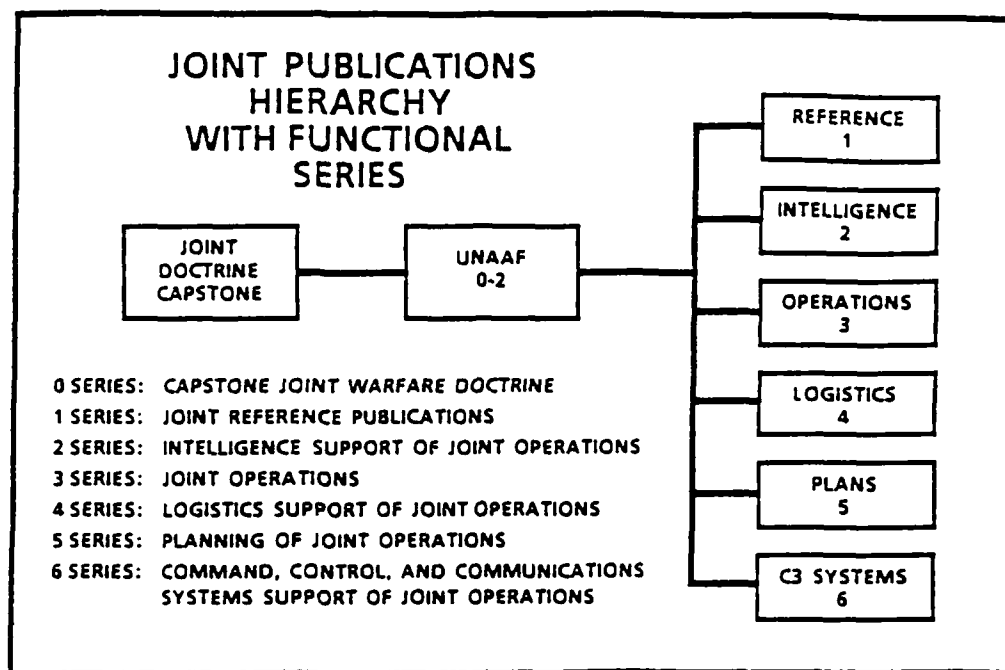 JOINT PUBLICATIONS
HIERARCHY
WITH FUNCTIONAL
SERIES
JOINT
DOCTRINE
CAPSTONE
UNAAF
0-2
REFERENCE
1
INTELLIGENCE
2
OPERATIONS
3
LOGISTICS
4
PLANS
5
C3 SYSTEMS
6
0 SERIES: CAPSTONE JOINT WARFARE DOCTRINE
1 SERIES: JOINT REFERENCE PUBLICATIONS
2 SERIES: INTELLIGENCE SUPPORT OF JOINT OPERATIONS
3 SERIES: JOINT OPERATIONS
4 SERIES: LOGISTICS SUPPORT OF JOINT OPERATIONS
5 SERIES: PLANNING OF JOINT OPERATIONS
6 SERIES: COMMAND, CONTROL, AND COMMUNICATIONS
SYSTEMS SUPPORT OF JOINT OPERATIONS